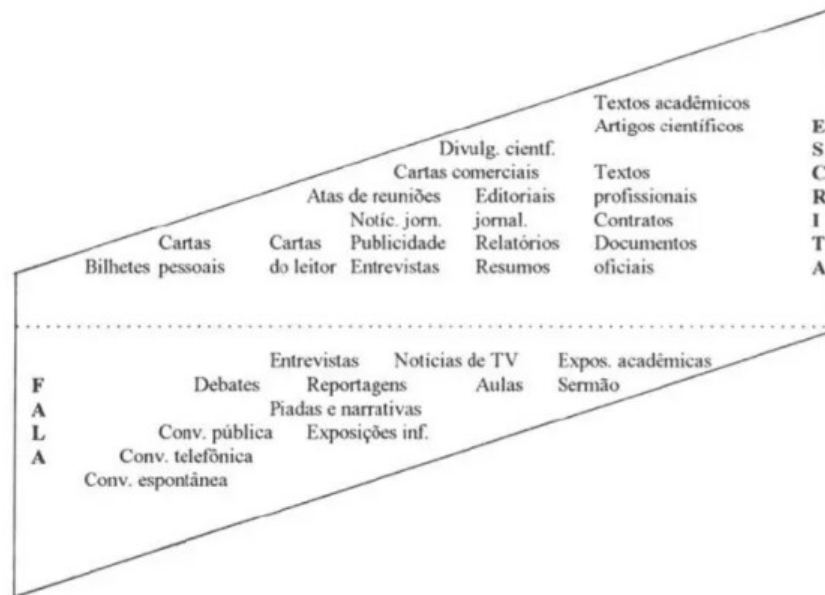 Textos acadêmicos
Artigos científicos
Divulg. cientf.
Cartas comerciais Textos
Atas de reuniões Editoriais profissionais
Notíc. jorn. jornal. Contratos
Cartas Cartas Publicidade Relatórios Documentos
Bilhetes pessoais do leitor Entrevistas Resumos oficiais
ESCRITA
Entrevistas Notícias de TV Expos. acadêmicas
Debates Reportagens Aulas Sermão
Piadas e narrativas
Conv. pública Exposições inf.
Conv. telefônica
Conv. espontânea
FALA